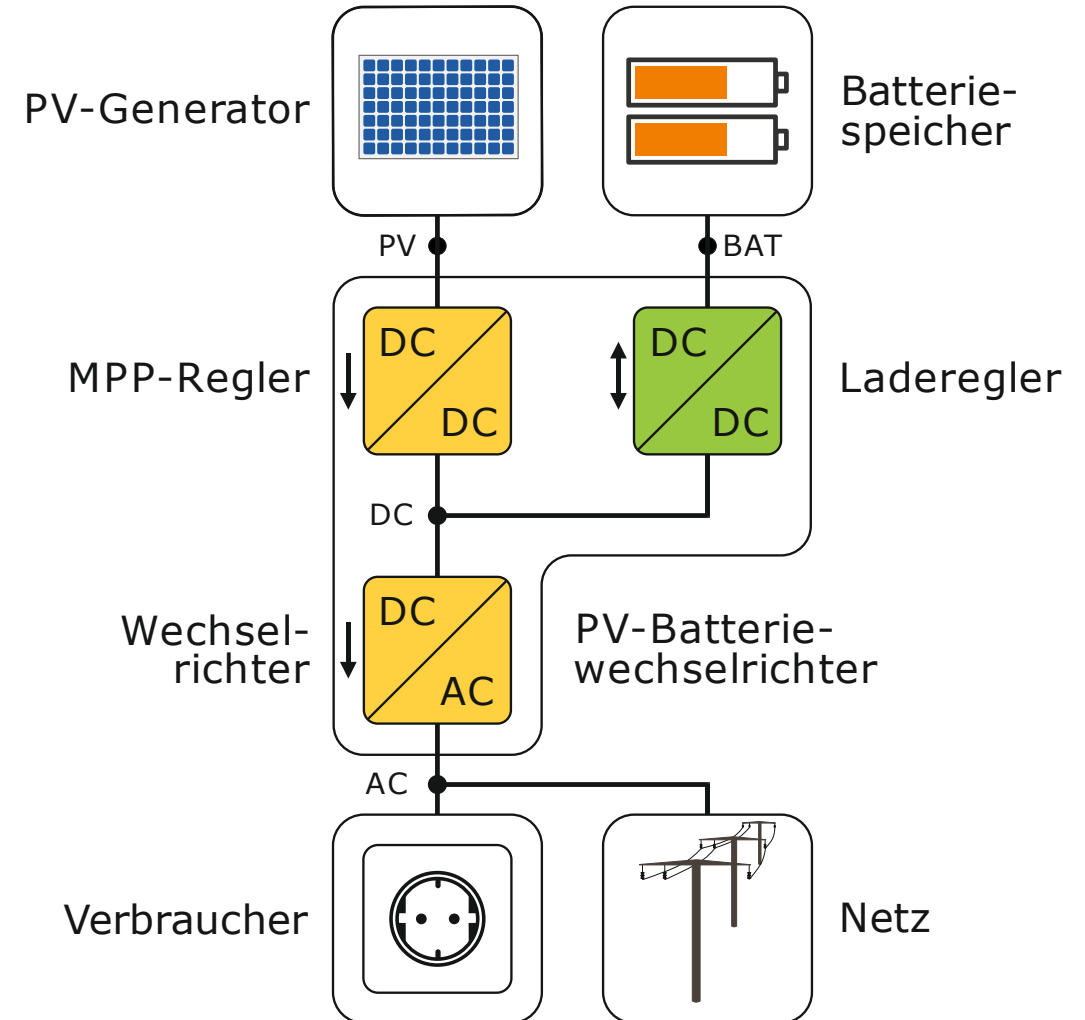 PV-Generator
Batterie-
speicher
PV
BAT
MPP-Regler
DC
DC
DC
DC
Laderegler
DC
Wechsel-
richter
DC
AC
PV-Batterie-
wechselrichter
AC
Verbraucher
Netz